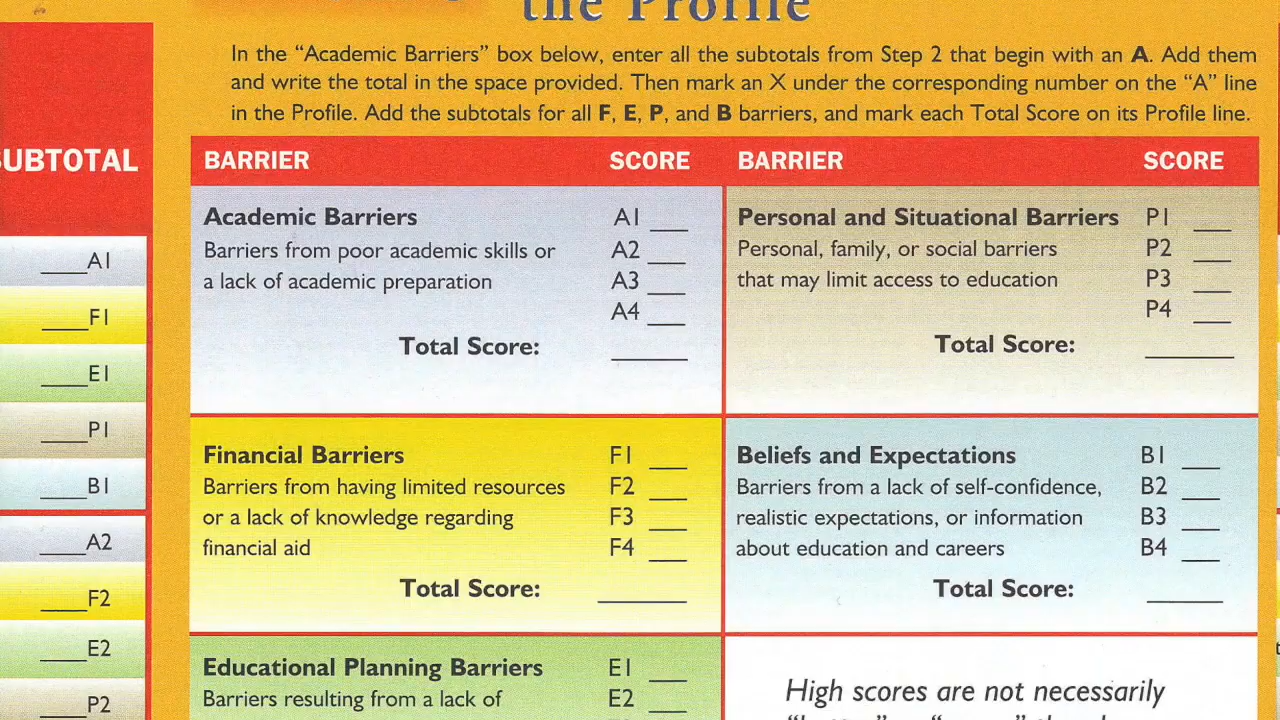 the Profile
In the “Academic Barriers” box below, enter all the subtotals from Step 2 that begin with an A. Add them
and write the total in the space provided. Then mark an X under the corresponding number on the “A” line
in the Profile. Add the subtotals for all F, E, P, and B barriers, and mark each Total Score on its Profile line.
SUBTOTAL
____A1
____F1
____E1
____P1
____B1
____A2
____F2
____E2
____P2
BARRIER SCORE
Academic Barriers A1 ___
Barriers from poor academic skills or A2 ___
a lack of academic preparation A3 ___
A4 ___
Total Score: ______
Financial Barriers F1 ___
Barriers from having limited resources F2 ___
or a lack of knowledge regarding F3 ___
financial aid F4 ___
Total Score: ______
Educational Planning Barriers E1 ___
Barriers resulting from a lack of E2 ___
BARRIER SCORE
Personal and Situational Barriers P1 ___
Personal, family, or social barriers P2 ___
that may limit access to education P3 ___
P4 ___
Total Score: ______
Beliefs and Expectations B1 ___
Barriers from a lack of self-confidence, B2 ___
realistic expectations, or information B3 ___
about education and careers B4 ___
Total Score: ______
High scores are not necessarily